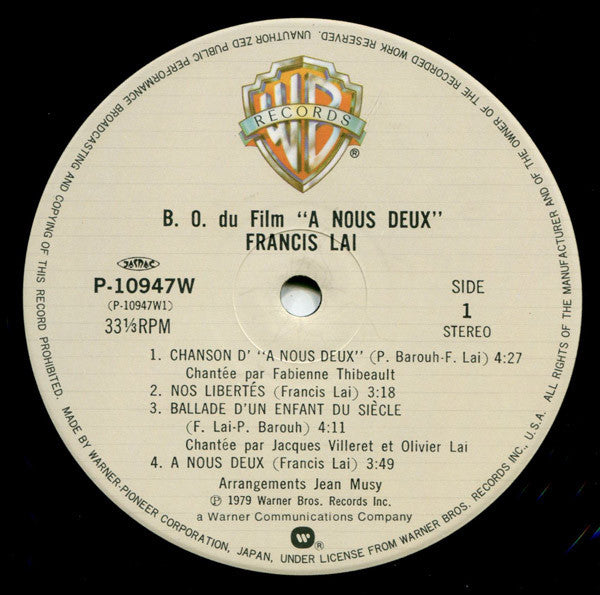 UNAUTHORIZED PUBLIC PERFORMANCE BROADCASTING AND COPYING OF THIS RECORD PROHIBITED. MADE BY WARNER-PIONEER CORPORATION, JAPAN, UNDER LICENSE FROM WARNER BROS. RECORDS INC., U.S.A. ALL RIGHTS OF THE MANUFACTURER AND OF THE OWNER OF THE RECORDED WORK RESERVED.
WB
RECORDS
®
B. O. du Film "A NOUS DEUX"
FRANCIS LAI
JASRAC
P-10947W
(P-10947W1)
33⅓RPM
SIDE
1
STEREO
1. CHANSON D' "A NOUS DEUX" (P. Barouh-F. Lai) 4:27
Chantée par Fabienne Thibeault
2. NOS LIBERTÉS (Francis Lai) 3:18
3. BALLADE D'UN ENFANT DU SIÈCLE
(F. Lai-P. Barouh) 4:11
Chantée par Jacques Villeret et Olivier Lai
4. A NOUS DEUX (Francis Lai) 3:49
Arrangements Jean Musy
℗ 1979 Warner Bros. Records Inc.
a Warner Communications Company
®